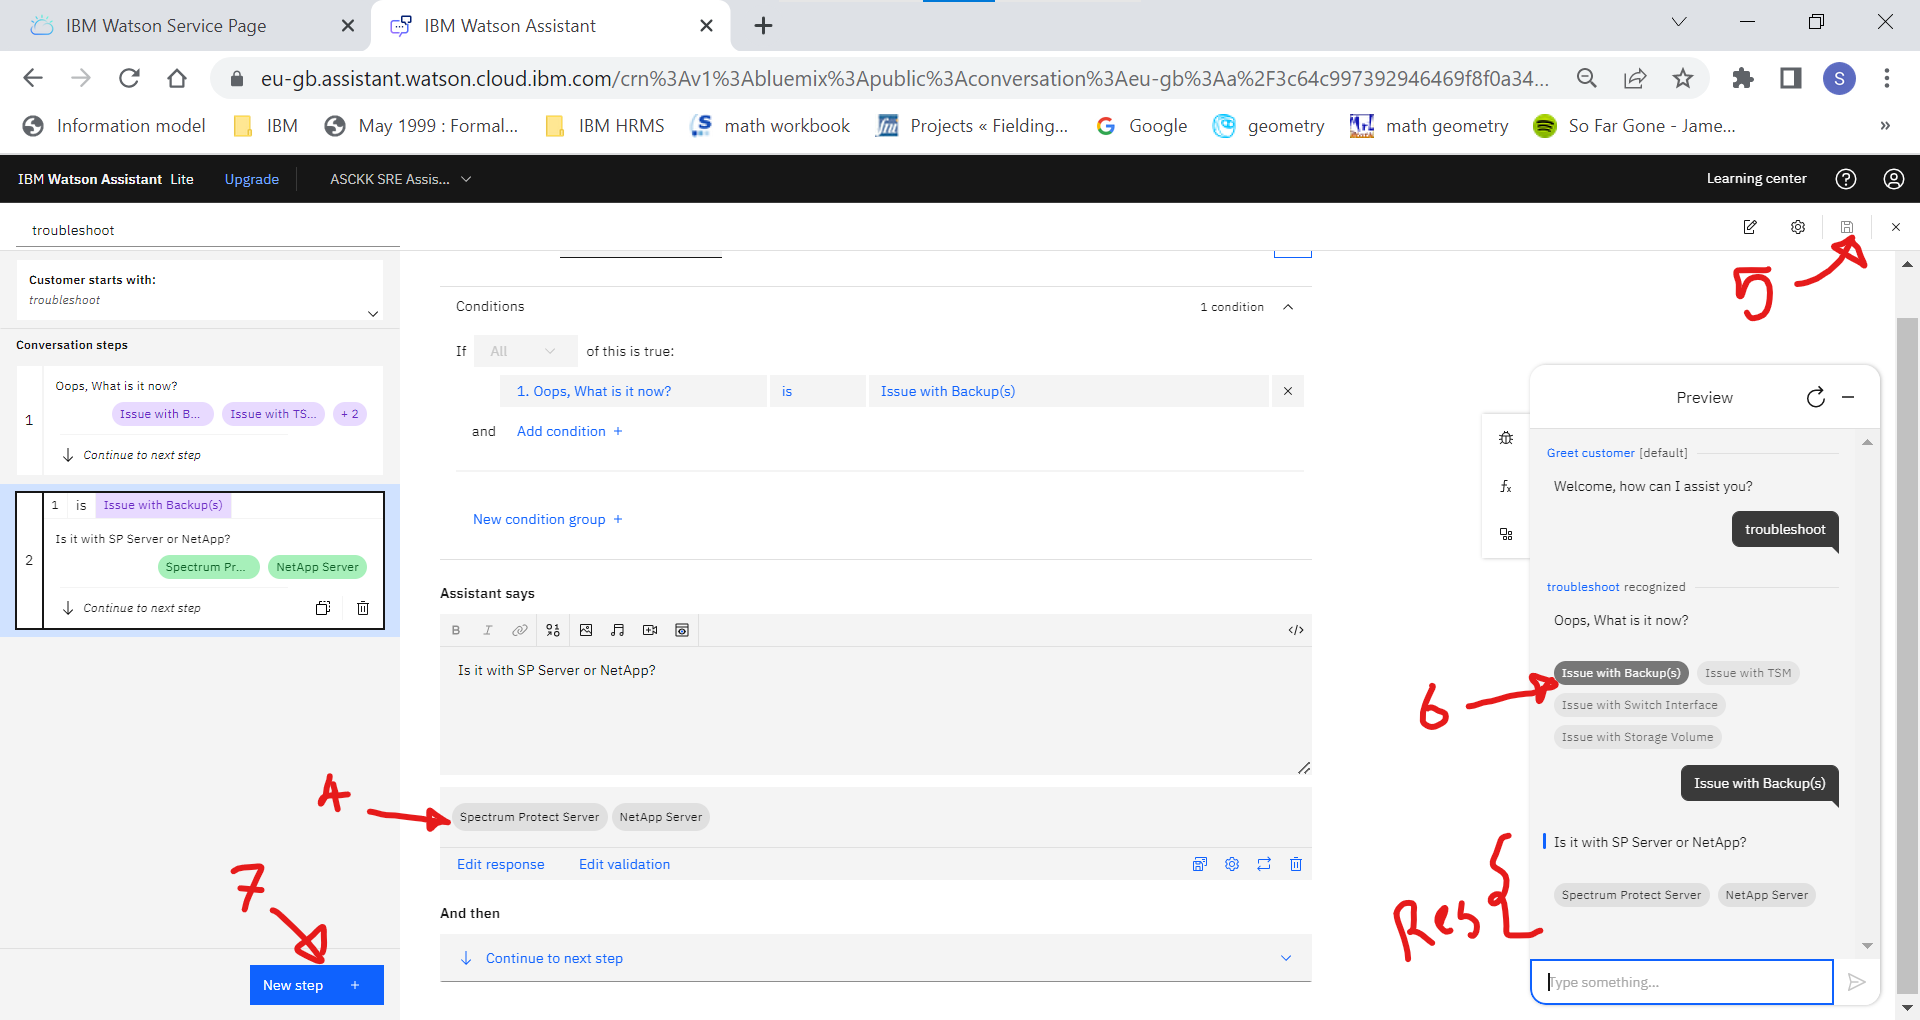 IBM Watson Service Page
IBM Watson Assistant
eu-gb.assistant.watson.cloud.ibm.com/crn%3Av1%3Abluemix%3Apublic%3Aconversation%3Aeu-gb%3Aa%2F3c64c997392946469f8f0a34...
S
Information model
IBM
May 1999 : Formal...
IBM HRMS
math workbook
Projects « Fielding...
Google
geometry
math geometry
So Far Gone - Jame...
»
IBM Watson Assistant Lite
Upgrade
ASCKK SRE Assis...
Learning center
troubleshoot
5
Customer starts with:
troubleshoot
Conversation steps
1
Oops, What is it now?
Issue with B...
Issue with TS...
+ 2
Continue to next step
2
1 is Issue with Backup(s)
Is it with SP Server or NetApp?
Spectrum Pr...
NetApp Server
Continue to next step
7
New step +
Conditions
1 condition
If All of this is true:
1. Oops, What is it now?
is
Issue with Backup(s)
and Add condition +
New condition group +
Assistant says
B I
</>
Is it with SP Server or NetApp?
4
Spectrum Protect Server
NetApp Server
Edit response
Edit validation
And then
Continue to next step
fx
Preview
Greet customer [default]
Welcome, how can I assist you?
troubleshoot
troubleshoot recognized
Oops, What is it now?
6
Issue with Backup(s)
Issue with TSM
Issue with Switch Interface
Issue with Storage Volume
Issue with Backup(s)
Res {
Is it with SP Server or NetApp?
Spectrum Protect Server
NetApp Server
Type something...